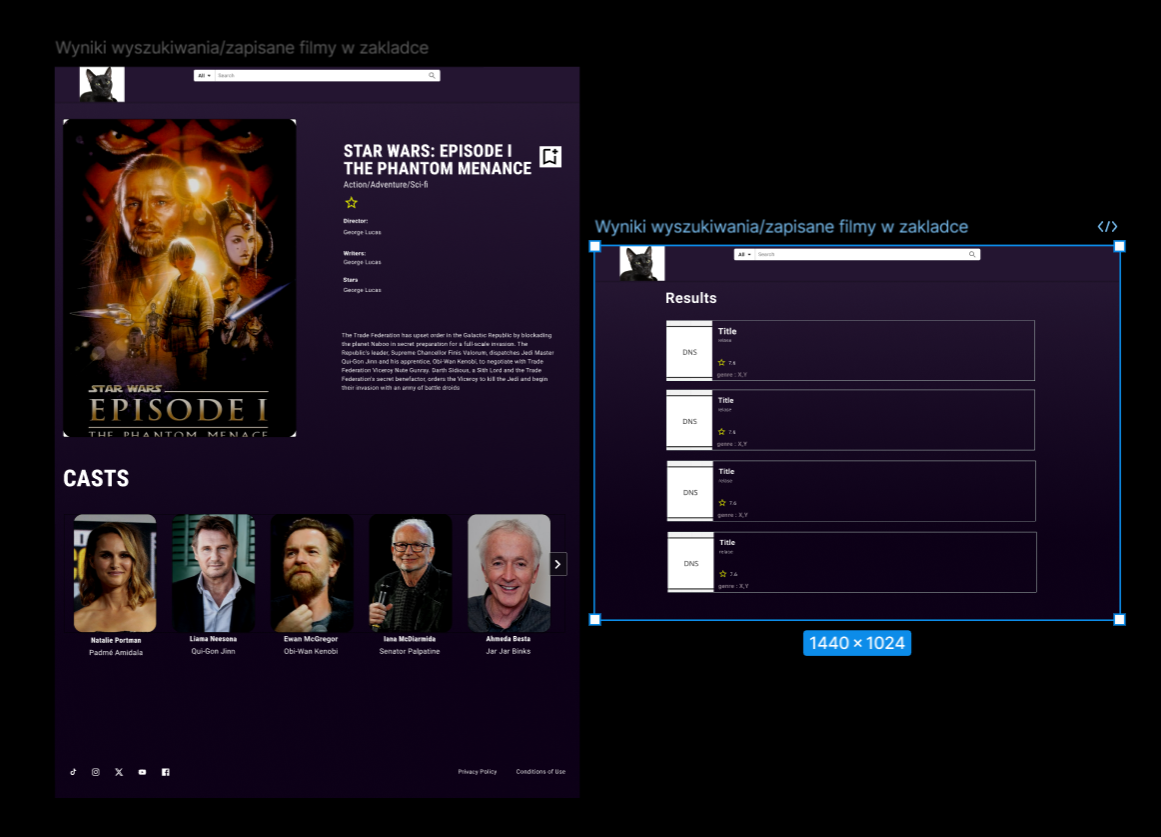 Wyniki wyszukiwania/zapisane filmy w zakladce
All
Search
STAR WARS: EPISODE I
THE PHANTOM MENANCE
Action/Adventure/Sci-fi
Director:
George Lucas
Writers:
George Lucas
Stars
George Lucas
The Trade Federation has upset order in the Galactic Republic by blockading
the planet Naboo in secret preparation for a full-scale invasion. The
Republic's leader, Supreme Chancellor Finis Valorum, dispatches Jedi Master
Qui-Gon Jinn and his apprentice, Obi-Wan Kenobi, to negotiate with Trade
Federation Viceroy Nute Gunray. Darth Sidious, a Sith Lord and the Trade
Federation's secret benefactor, orders the Viceroy to kill the Jedi and begin
their invasion with an army of battle droids
STAR WARS
EPISODE I
THE PHANTOM MENACE
CASTS
Natalie Portman
Padmé Amidala
Liama Neesona
Qui-Gon Jinn
Ewan McGregor
Obi-Wan Kenobi
Iana McDiarmida
Senator Palpatine
Ahmeda Besta
Jar Jar Binks
Privacy Policy
Conditions of Use
Wyniki wyszukiwania/zapisane filmy w zakladce
All
Search
Results
DNS
Title
7.6
genre : X,Y
DNS
Title
7.6
genre : X,Y
DNS
Title
7.6
genre : X,Y
DNS
Title
7.6
genre : X,Y
1440 × 1024